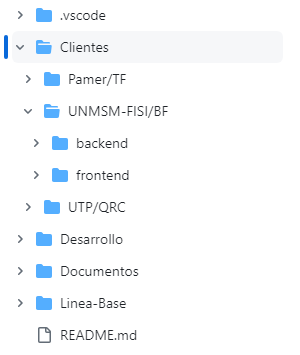 .vscode
Clientes
Pamer/TF
UNMSM-FISI/BF
backend
frontend
UTP/QRC
Desarrollo
Documentos
Linea-Base
README.md